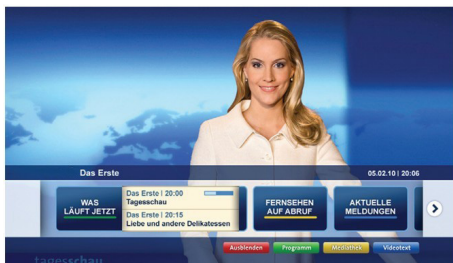 Das Erste
05.02.10 | 20:06
WAS
LÄUFT JETZT
Das Erste | 20:00
Tagesschau
Das Erste | 20:15
Liebe und andere Delikatessen
FERNSEHEN
AUF ABRUF
AKTUELLE
MELDUNGEN
Ausblenden
Programm
Mediathek
Videotext
tagesschau